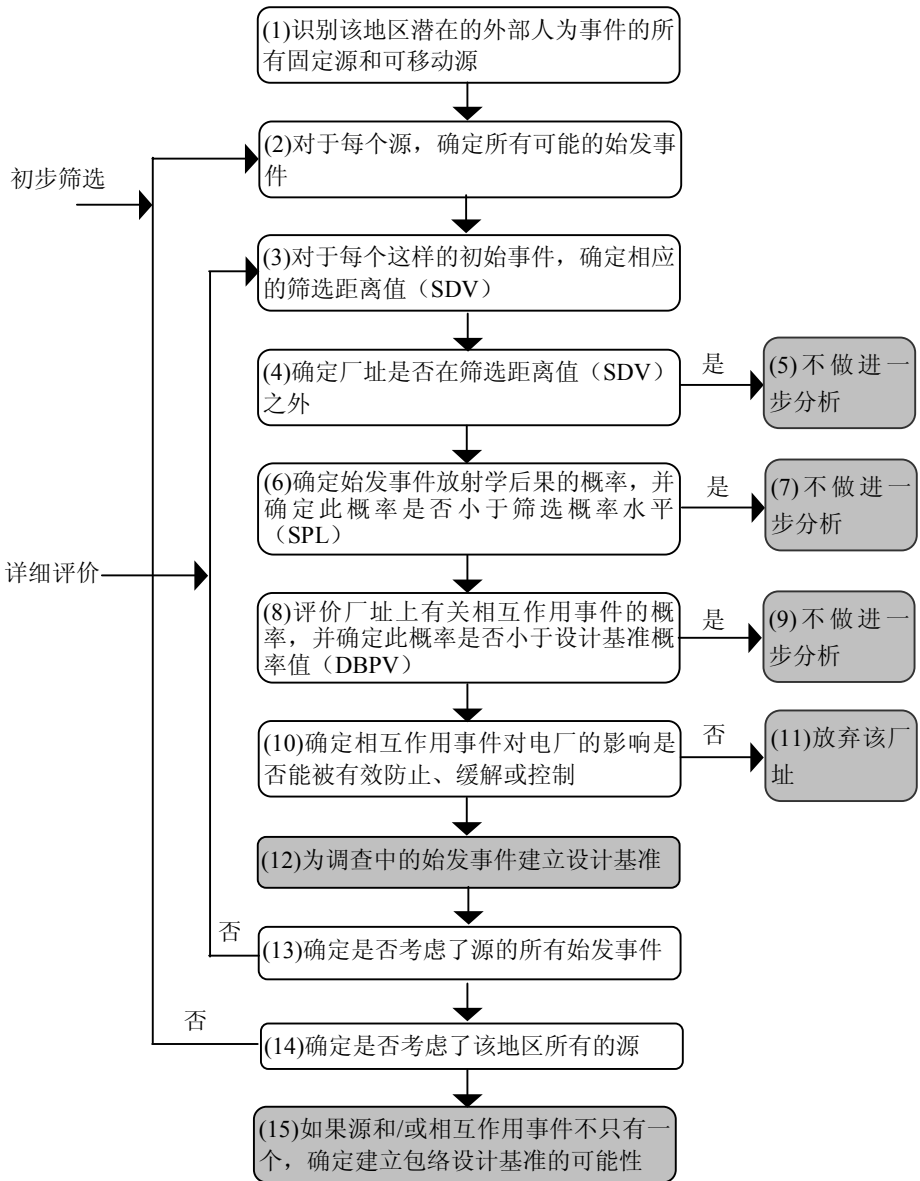 (1)识别该地区潜在的外部人为事件的所
有固定源和可移动源
(2)对于每个源，确定所有可能的始发事
件
初步筛选
(3)对于每个这样的初始事件，确定相应
的筛选距离值（SDV）
(4)确定厂址是否在筛选距离值（SDV）
之外
是
(5)不做进一
步分析
(6)确定始发事件放射学后果的概率，并
确定此概率是否小于筛选概率水平
（SPL）
是
(7)不做进一
步分析
详细评价
(8)评价厂址上有关相互作用事件的概
率，并确定此概率是否小于设计基准概
率值（DBPV）
是
(9)不做进一
步分析
(10)确定相互作用事件对电厂的影响是
否能被有效防止、缓解或控制
否
(11)放弃该厂
址
(12)为调查中的始发事件建立设计基准
否
(13)确定是否考虑了源的所有始发事件
否
(14)确定是否考虑了该地区所有的源
(15)如果源和/或相互作用事件不只有一
个，确定建立包络设计基准的可能性